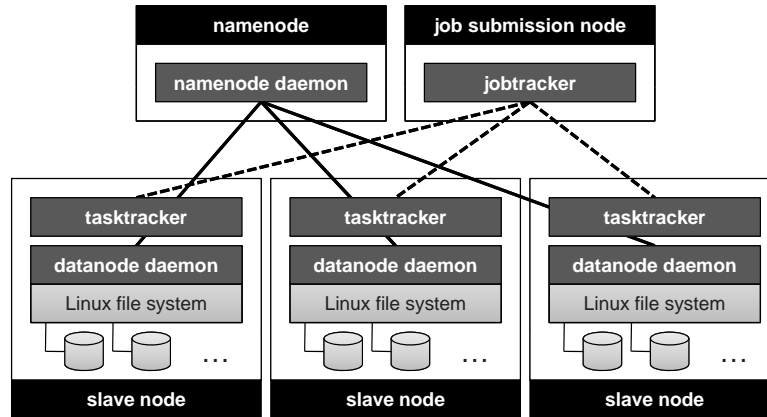 namenode
job submission node
namenode daemon
jobtracker
tasktracker
tasktracker
tasktracker
datanode daemon
datanode daemon
datanode daemon
Linux file system
Linux file system
Linux file system
...
...
...
slave node
slave node
slave node